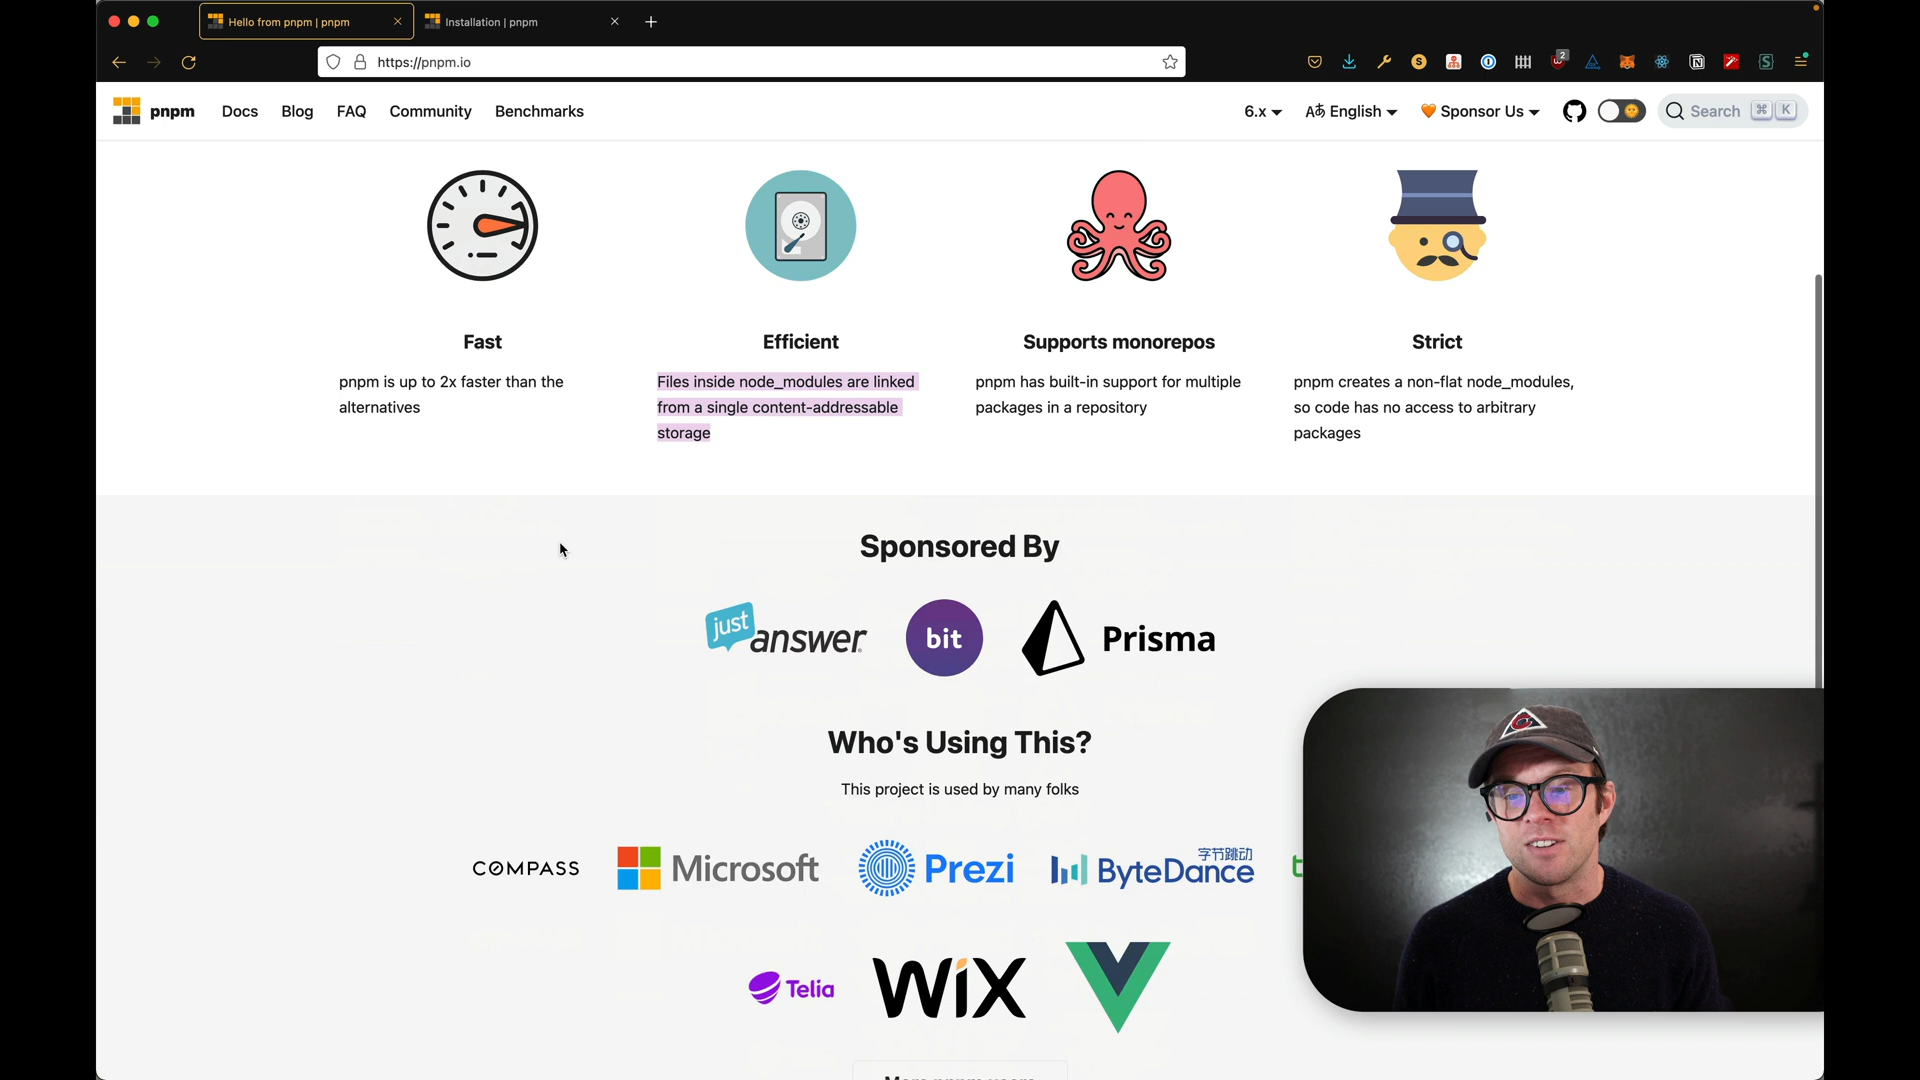 Hello from pnpm | pnpm
Installation | pnpm
https://pnpm.io
2
pnpm
Docs
Blog
FAQ
Community
Benchmarks
6.x
Aあ English
Sponsor Us
Search ⌘ K
Fast
pnpm is up to 2x faster than the
alternatives
Efficient
Files inside node_modules are linked
from a single content-addressable
storage
Supports monorepos
pnpm has built-in support for multiple
packages in a repository
Strict
pnpm creates a non-flat node_modules,
so code has no access to arbitrary
packages
Sponsored By
just answer
bit
Prisma
Who's Using This?
This project is used by many folks
COMPASS
Microsoft
Prezi
字节跳动
ByteDance
Telia
WiX